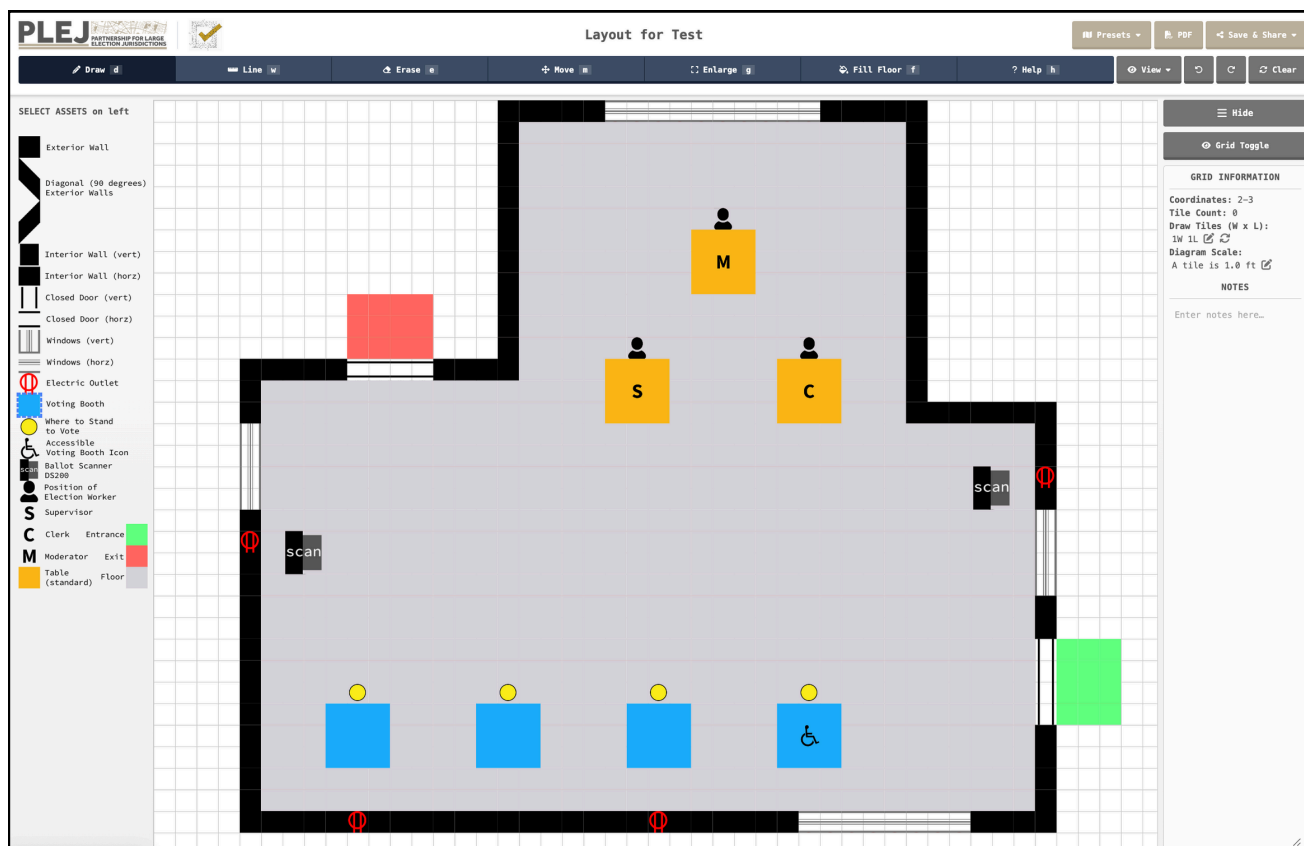 PLEJ PARTNERSHIP FOR LARGE
ELECTION JURISDICTIONS
Layout for Test
Presets
PDF
Save & Share
Draw d
Line w
Erase e
Move m
Enlarge g
Fill Floor f
? Help h
View
Clear
SELECT ASSETS on left
Exterior Wall
Diagonal (90 degrees)
Exterior Walls
Interior Wall (vert)
Interior Wall (horz)
Closed Door (vert)
Closed Door (horz)
Windows (vert)
Windows (horz)
Electric Outlet
Voting Booth
Where to Stand
to Vote
Accessible
Voting Booth Icon
scan
Ballot Scanner
DS200
Position of
Election Worker
S Supervisor
C Clerk Entrance
M Moderator Exit
Table
(standard) Floor
M
S
C
scan
scan
Hide
Grid Toggle
GRID INFORMATION
Coordinates: 2-3
Tile Count: 0
Draw Tiles (W x L):
1W 1L
Diagram Scale:
A tile is 1.0 ft
NOTES
Enter notes here…